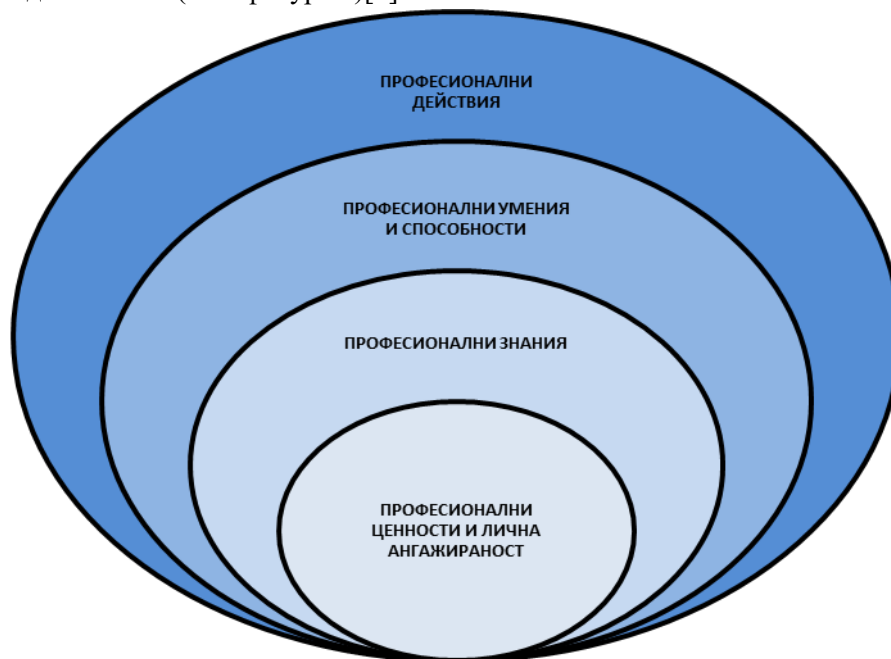 ПРОФЕСИОНАЛНИ
ДЕЙСТВИЯ
ПРОФЕСИОНАЛНИ УМЕНИЯ
И СПОСОБНОСТИ
ПРОФЕСИОНАЛНИ ЗНАНИЯ
ПРОФЕСИОНАЛНИ
ЦЕННОСТИ И ЛИЧНА
АНГАЖИРАНОСТ